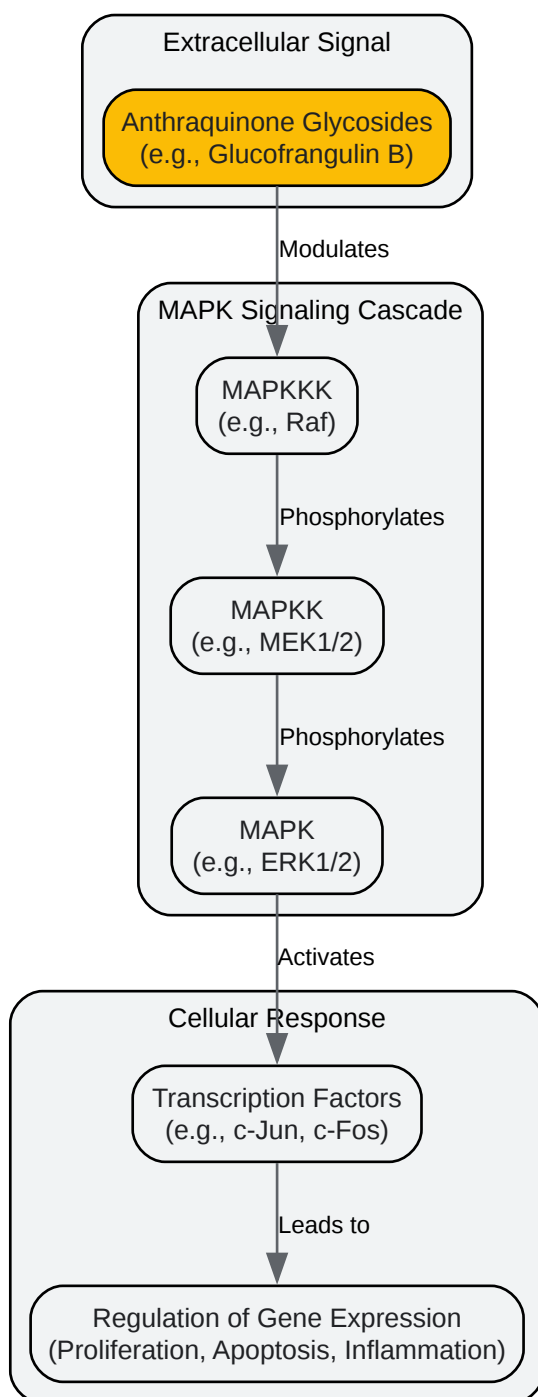 Extracellular Signal
Anthraquinone Glycosides
(e.g., Glucofrangulin B)
Modulates
MAPK Signaling Cascade
MAPKKK
(e.g., Raf)
Phosphorylates
MAPKK
(e.g., MEK1/2)
Phosphorylates
MAPK
(e.g., ERK1/2)
Activates
Cellular Response
Transcription Factors
(e.g., c-Jun, c-Fos)
Leads to
Regulation of Gene Expression
(Proliferation, Apoptosis, Inflammation)